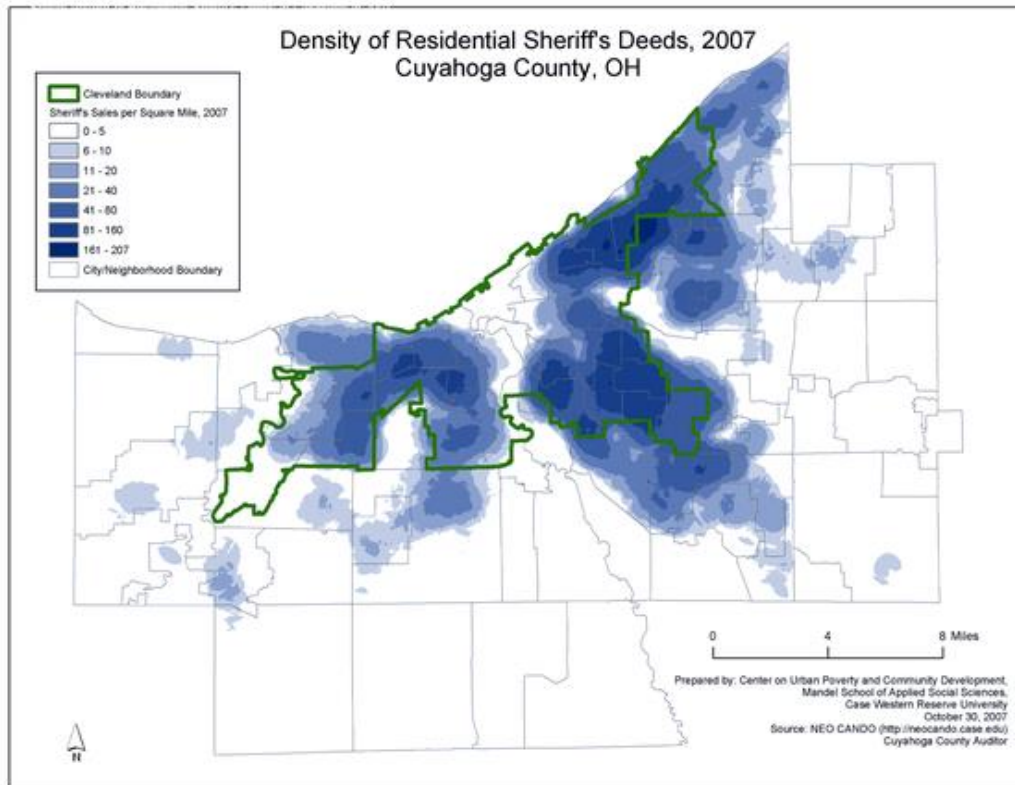 Density of Residential Sheriff's Deeds, 2007
Cuyahoga County, OH
Cleveland Boundary
Sheriff's Sales per Square Mile, 2007
0 - 5
6 - 10
11 - 20
21 - 40
41 - 80
81 - 160
161 - 207
City/Neighborhood Boundary
0 4 8 Miles
Prepared by: Center on Urban Poverty and Community Development,
Mandel School of Applied Social Sciences,
Case Western Reserve University
October 30, 2007
Source: NEO CANDO (http://neocando.case.edu)
Cuyahoga County Auditor
N